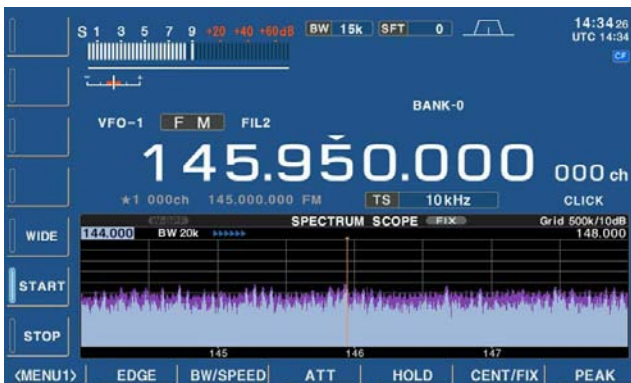 S 1 3 5 7 9 +20 +40 +60dB BW 15k SFT 0 14:34 26
UTC 14:34
CF
BANK-0
VFO-1 FM FIL2
145.950.000 000 ch
★1 000ch 145.000.000 FM TS 10kHz CLICK
SPECTRUM SCOPE FIX Grid 500k/10dB
144.000 BW 20k »»»» 148.000
WIDE
START
STOP
145 146 147
<MENU1> EDGE BW/SPEED ATT HOLD CENT/FIX PEAK